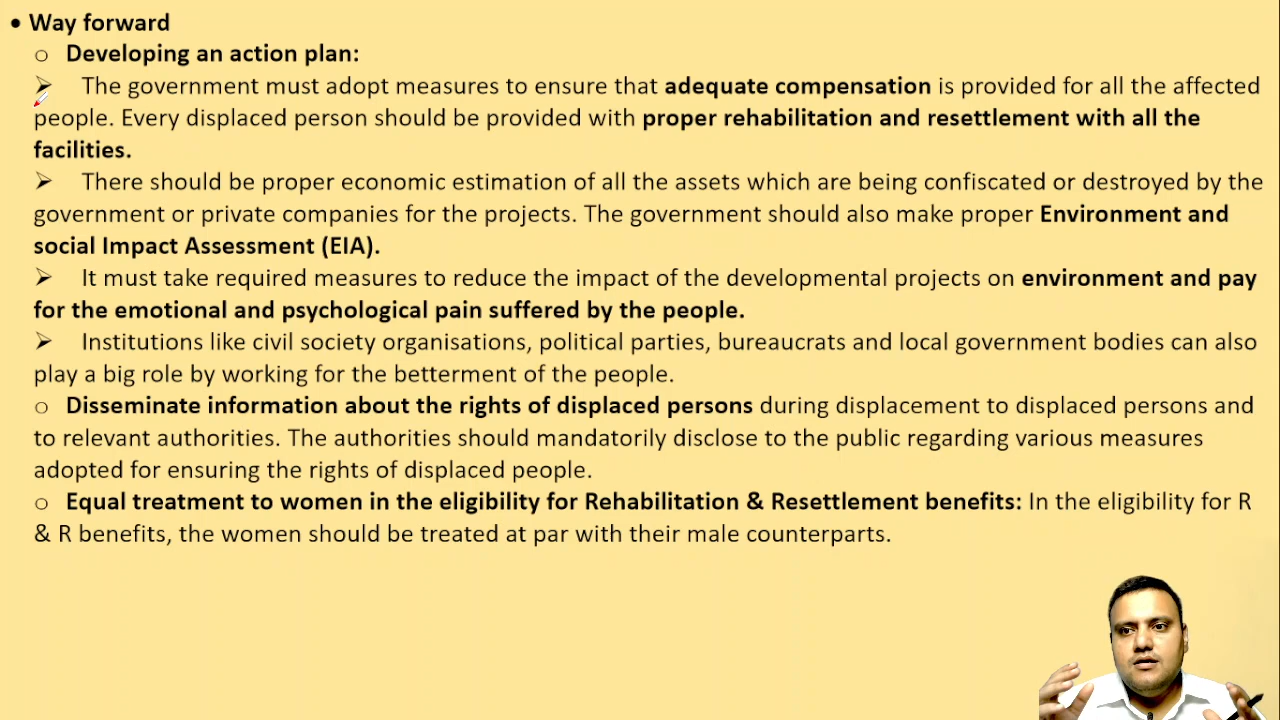 • Way forward
o Developing an action plan:
➢ The government must adopt measures to ensure that adequate compensation is provided for all the affected
people. Every displaced person should be provided with proper rehabilitation and resettlement with all the
facilities.
➢ There should be proper economic estimation of all the assets which are being confiscated or destroyed by the
government or private companies for the projects. The government should also make proper Environment and
social Impact Assessment (EIA).
➢ It must take required measures to reduce the impact of the developmental projects on environment and pay
for the emotional and psychological pain suffered by the people.
➢ Institutions like civil society organisations, political parties, bureaucrats and local government bodies can also
play a big role by working for the betterment of the people.
o Disseminate information about the rights of displaced persons during displacement to displaced persons and
to relevant authorities. The authorities should mandatorily disclose to the public regarding various measures
adopted for ensuring the rights of displaced people.
o Equal treatment to women in the eligibility for Rehabilitation & Resettlement benefits: In the eligibility for R
& R benefits, the women should be treated at par with their male counterparts.